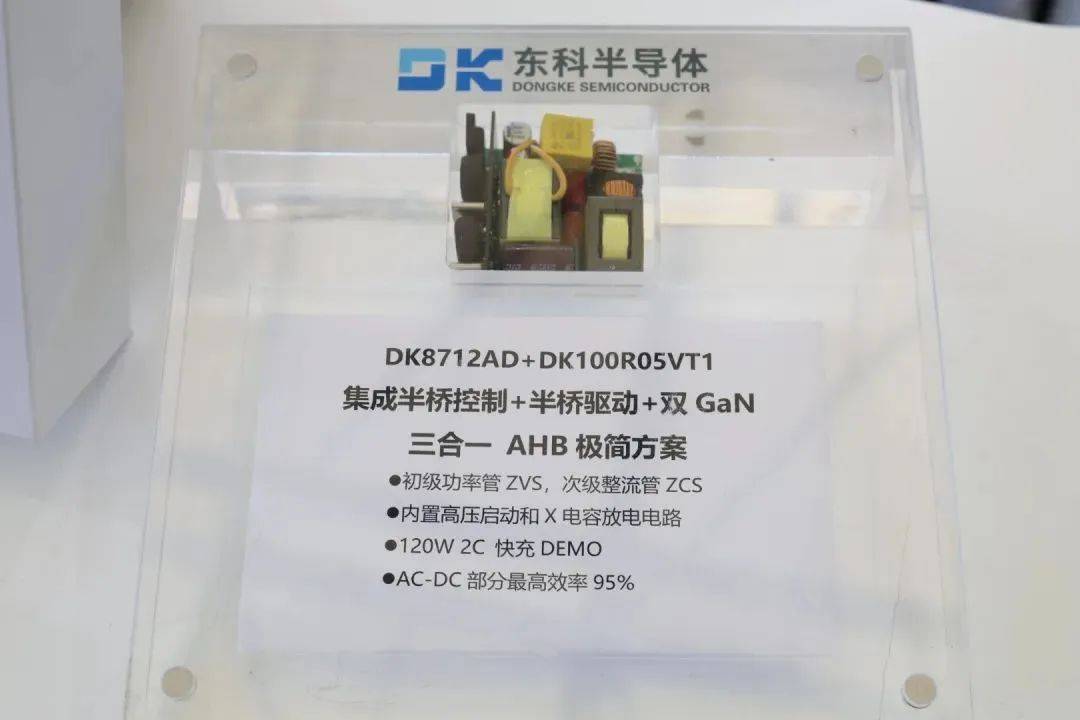 DK 东科半导体
DONGKE SEMICONDUCTOR
DK8712AD+DK100R05VT1
集成半桥控制+半桥驱动+双 GaN
三合一 AHB 极简方案
●初级功率管 ZVS，次级整流管 ZCS
●内置高压启动和 X 电容放电电路
●120W 2C 快充 DEMO
●AC-DC 部分最高效率 95%